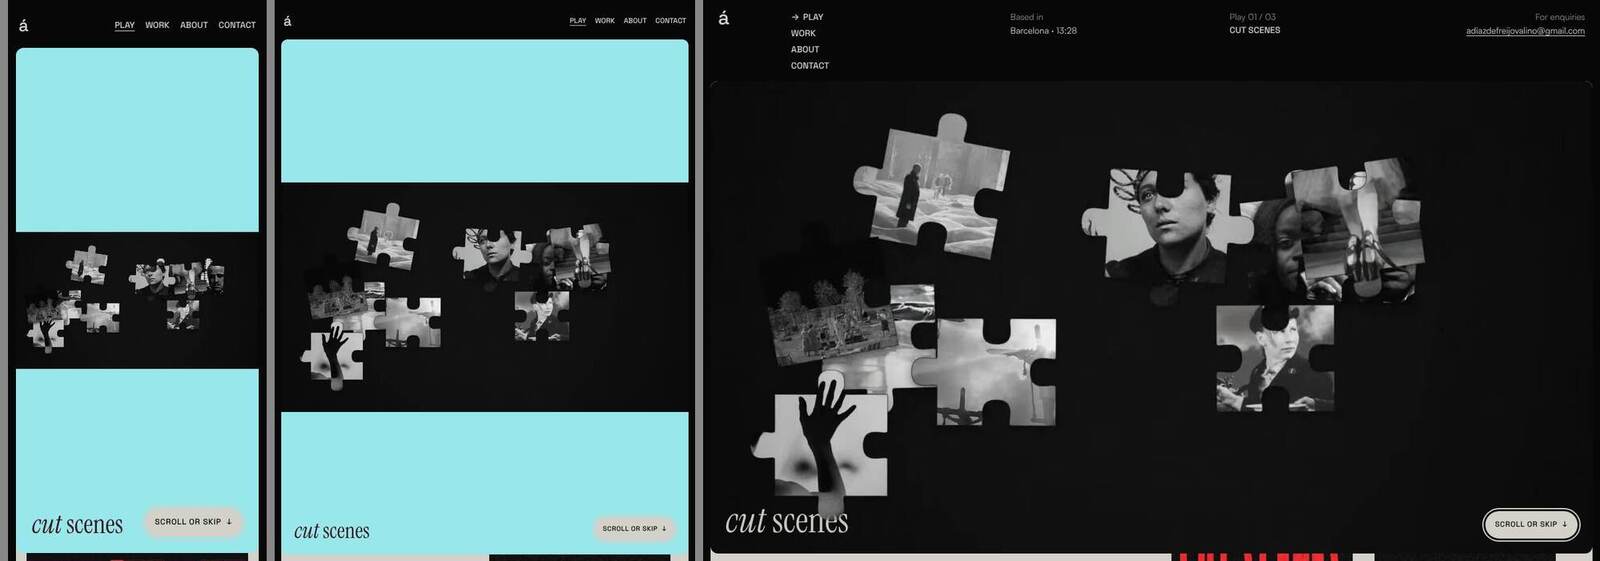 á
PLAY WORK ABOUT CONTACT
cut scenes
SCROLL OR SKIP ↓
á
PLAY WORK ABOUT CONTACT
cut scenes
SCROLL OR SKIP ↓
á
→ PLAY
WORK
ABOUT
CONTACT
Based in
Barcelona • 13:28
Play 01 / 03
CUT SCENES
For enquiries
adiazdefreijovalino@gmail.com
cut scenes
SCROLL OR SKIP ↓